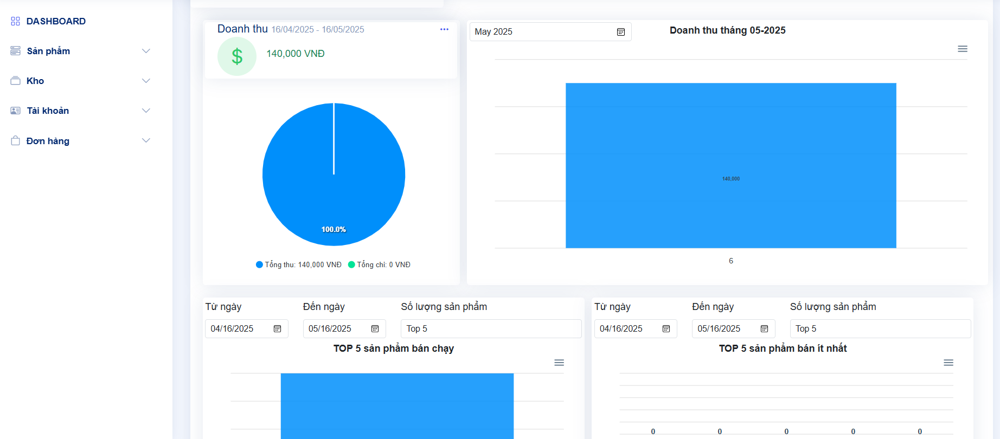 DASHBOARD
Sản phẩm
Kho
Tài khoản
Đơn hàng
Doanh thu 16/04/2025 - 16/05/2025
$
140,000 VNĐ
100.0%
Tổng thu: 140,000 VNĐ Tổng chi: 0 VNĐ
May 2025
Doanh thu tháng 05-2025
140,000
6
Từ ngày Đến ngày Số lượng sản phẩm
04/16/2025 05/16/2025 Top 5
TOP 5 sản phẩm bán chạy
Từ ngày Đến ngày Số lượng sản phẩm
04/16/2025 05/16/2025 Top 5
TOP 5 sản phẩm bán ít nhất
0 0 0 0 0